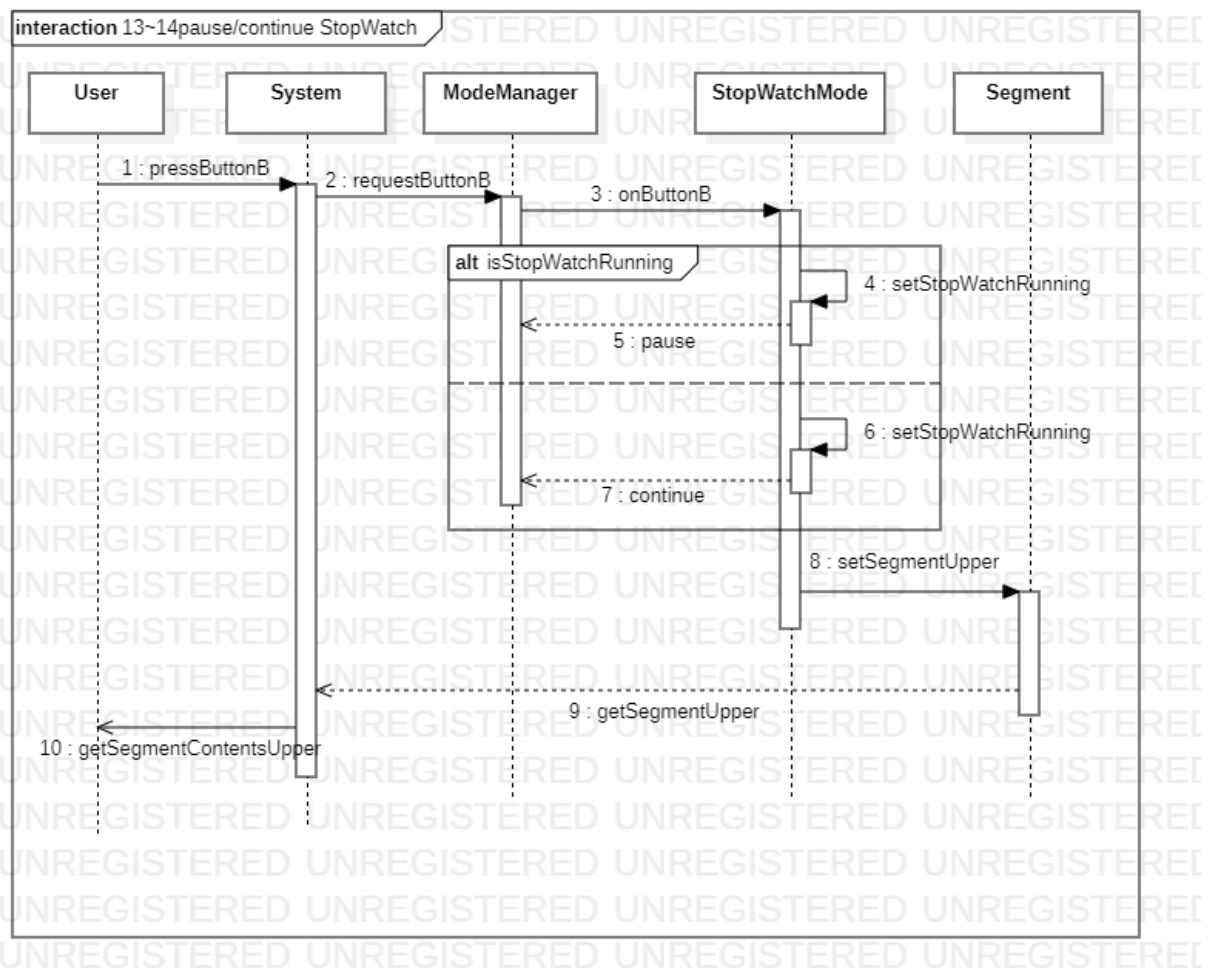 interaction 13~14pause/continue StopWatch
User
System
ModeManager
StopWatchMode
Segment
1 : pressButtonB
2 : requestButtonB
3 : onButtonB
alt isStopWatchRunning
4 : setStopWatchRunning
5 : pause
6 : setStopWatchRunning
7 : continue
8 : setSegmentUpper
9 : getSegmentUpper
10 : getSegmentContentsUpper
UNREGISTERED